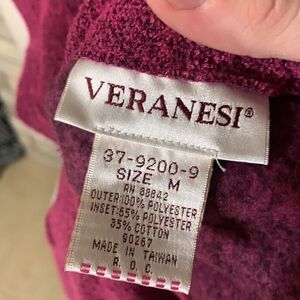 VERANESI®
37-9200-9
SIZE M
RN 88842
OUTER:100% POLYESTER
INSET:65% POLYESTER
35% COTTON
90267
MADE IN TAIWAN
R. O. C.